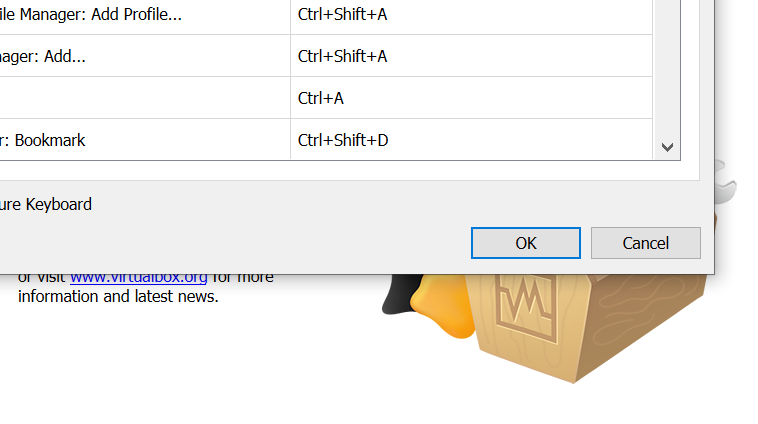 ile Manager: Add Profile... Ctrl+Shift+A
nager: Add... Ctrl+Shift+A
Ctrl+A
r: Bookmark Ctrl+Shift+D
ure Keyboard
OK Cancel
or visit www.virtualbox.org for more
information and latest news.